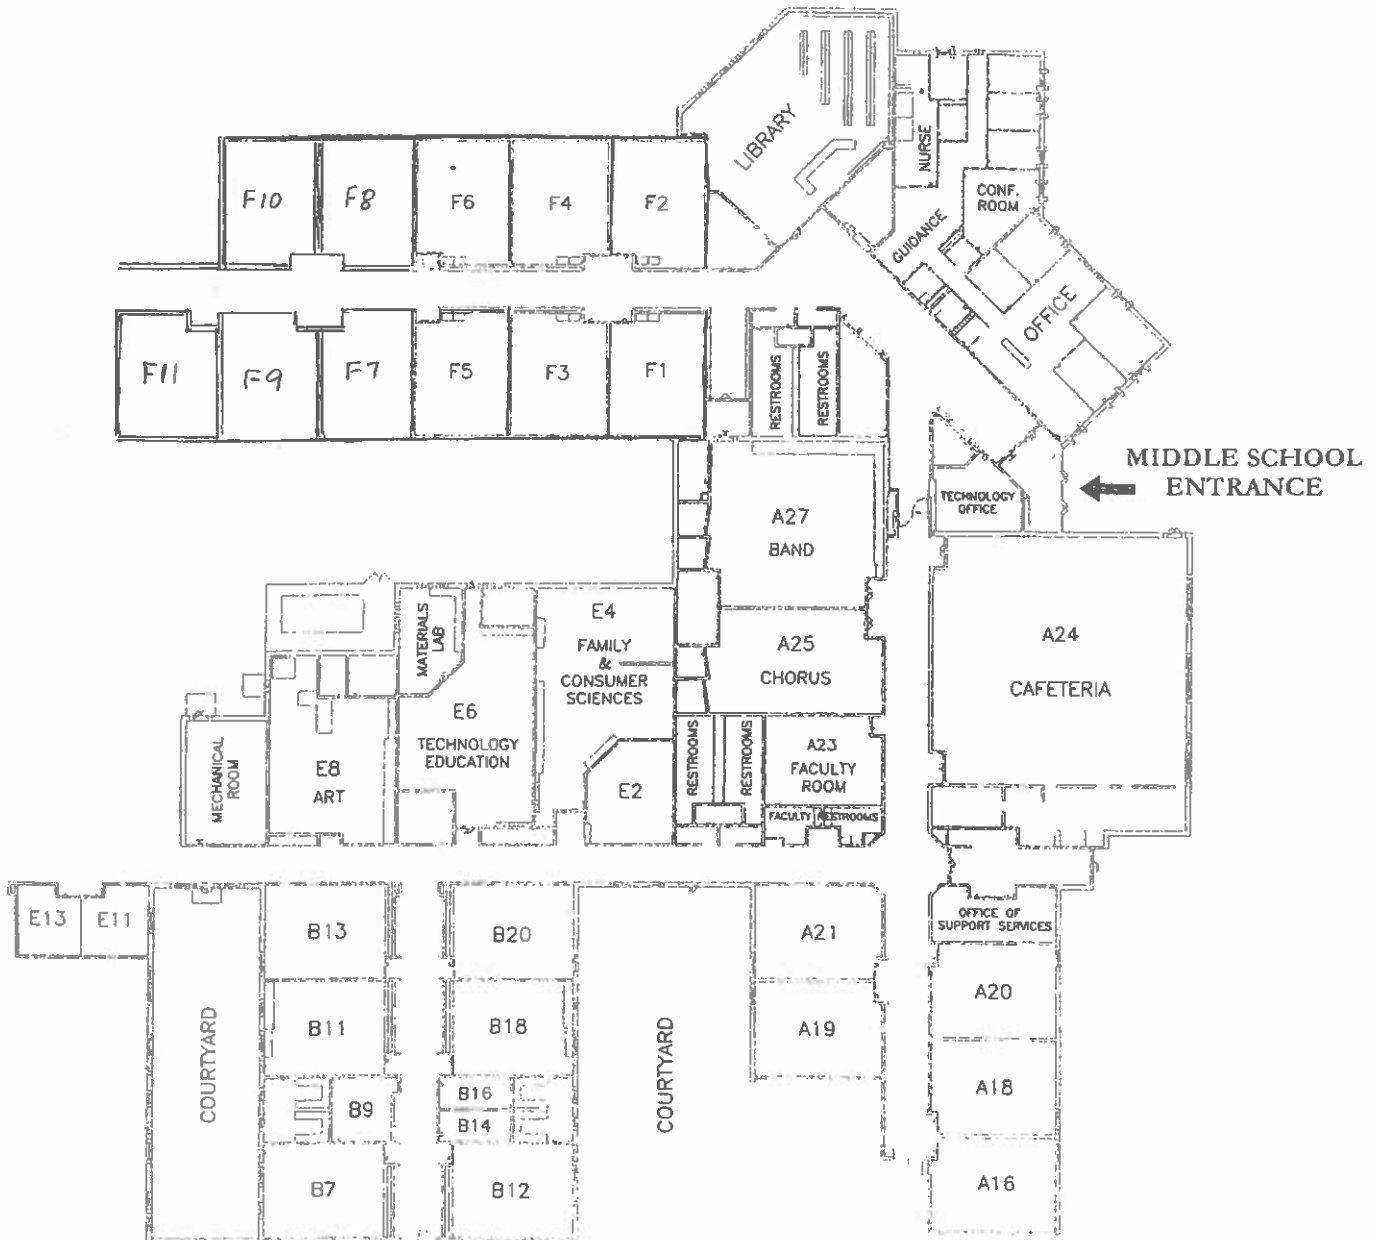 LIBRARY
NURSE
CONF.
ROOM
GUIDANCE
OFFICE
F10
F8
F6
F4
F2
F11
F9
F7
F5
F3
F1
RESTROOMS
RESTROOMS
MIDDLE SCHOOL
ENTRANCE
TECHNOLOGY
OFFICE
A27
BAND
A24
CAFETERIA
A25
CHORUS
E4
FAMILY
&
CONSUMER
SCIENCES
MATERIALS
LAB
E6
TECHNOLOGY
EDUCATION
E8
ART
MECHANICAL
ROOM
E2
RESTROOMS
RESTROOMS
A23
FACULTY
ROOM
FACULTY RESTROOMS
E13
E11
B13
B20
A21
OFFICE OF
SUPPORT SERVICES
COURTYARD
B11
B18
COURTYARD
A19
A20
B9
B16
B14
A18
B7
B12
A16